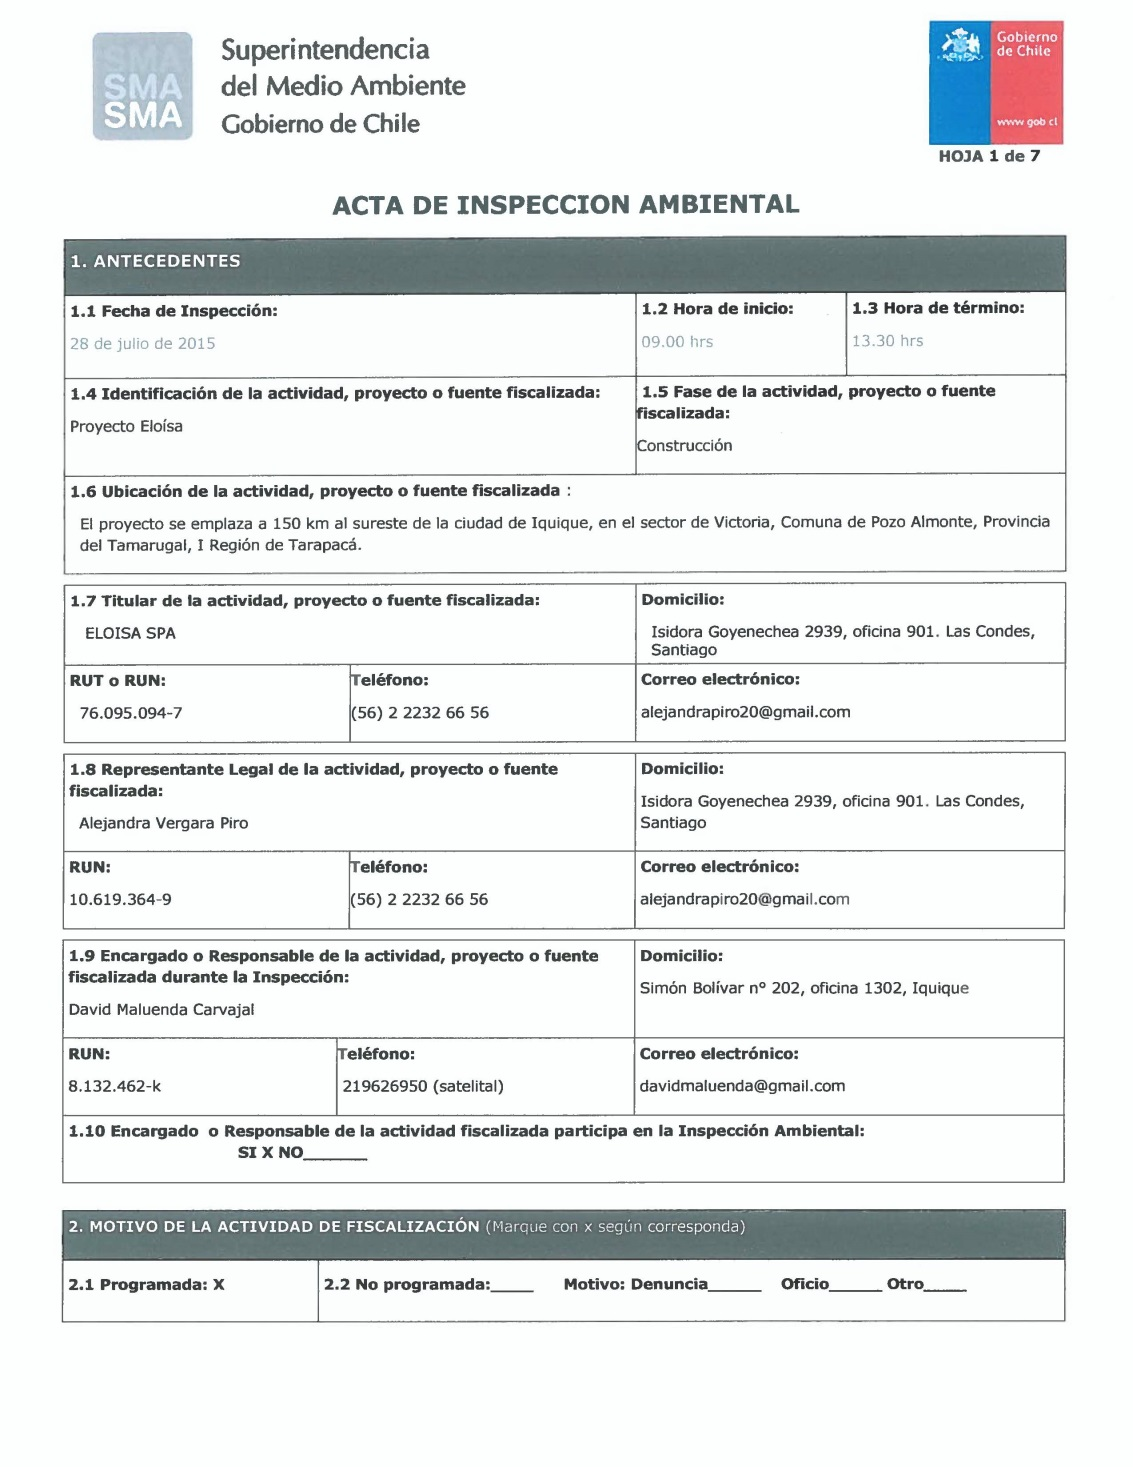 SMA
SMA
SMA
Superintendencia
del Medio Ambiente
Gobierno de Chile
Gobierno
de Chile
www.gob.cl
HOJA 1 de 7
ACTA DE INSPECCION AMBIENTAL
1. ANTECEDENTES
1.1 Fecha de Inspección:
28 de julio de 2015
1.2 Hora de inicio:
09.00 hrs
1.3 Hora de término:
13.30 hrs
1.4 Identificación de la actividad, proyecto o fuente fiscalizada:
Proyecto Eloísa
1.5 Fase de la actividad, proyecto o fuente
fiscalizada:
Construcción
1.6 Ubicación de la actividad, proyecto o fuente fiscalizada :
El proyecto se emplaza a 150 km al sureste de la ciudad de Iquique, en el sector de Victoria, Comuna de Pozo Almonte, Provincia
del Tamarugal, I Región de Tarapacá.
1.7 Titular de la actividad, proyecto o fuente fiscalizada:
ELOISA SPA
Domicilio:
Isidora Goyenechea 2939, oficina 901. Las Condes,
Santiago
RUT o RUN:
76.095.094-7
Teléfono:
(56) 2 2232 66 56
Correo electrónico:
alejandrapiro20@gmail.com
1.8 Representante Legal de la actividad, proyecto o fuente
fiscalizada:
Alejandra Vergara Piro
Domicilio:
Isidora Goyenechea 2939, oficina 901. Las Condes,
Santiago
RUN:
10.619.364-9
Teléfono:
(56) 2 2232 66 56
Correo electrónico:
alejandrapiro20@gmail.com
1.9 Encargado o Responsable de la actividad, proyecto o fuente
fiscalizada durante la Inspección:
David Maluenda Carvajal
Domicilio:
Simón Bolívar nº 202, oficina 1302, Iquique
RUN:
8.132.462-k
Teléfono:
219626950 (satelital)
Correo electrónico:
davidmaluenda@gmail.com
1.10 Encargado o Responsable de la actividad fiscalizada participa en la Inspección Ambiental:
SI X NO_______
2. MOTIVO DE LA ACTIVIDAD DE FISCALIZACIÓN (Marque con x según corresponda)
2.1 Programada: X
2.2 No programada:____ Motivo: Denuncia_____ Oficio_____ Otro____